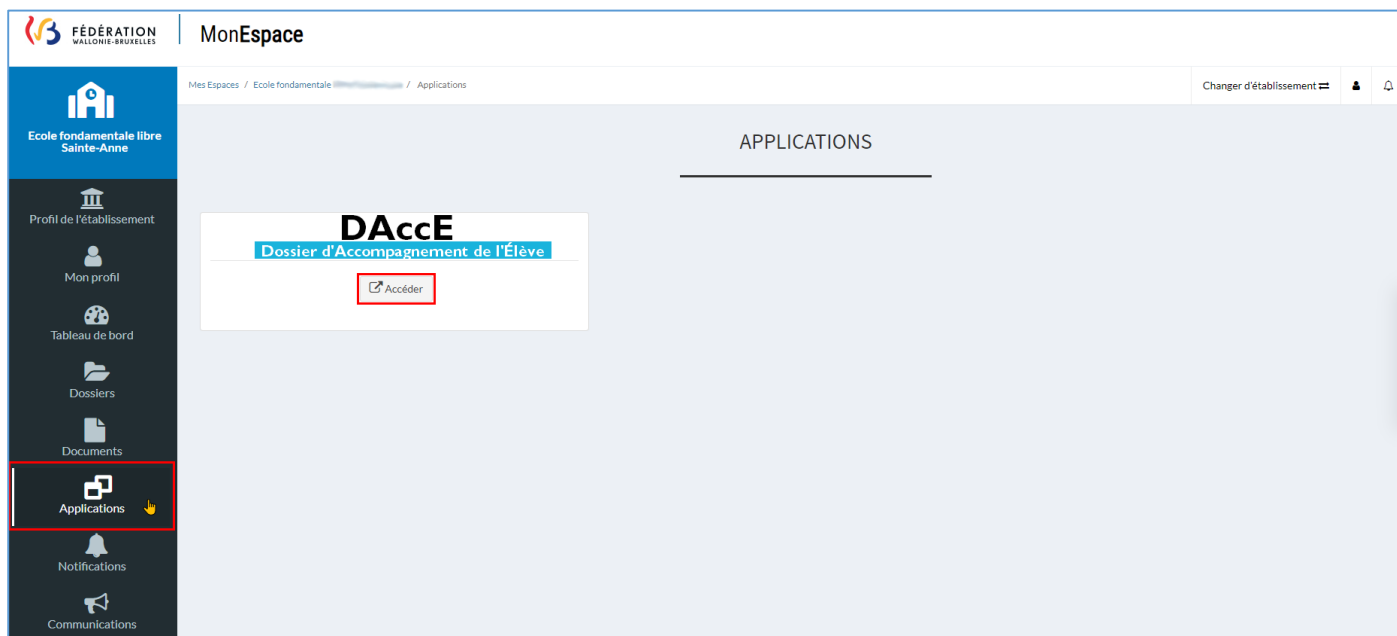 FÉDÉRATION
WALLONIE-BRUXELLES
MonEspace
Ecole fondamentale libre
Sainte-Anne
Mes Espaces / Ecole fondamentale / Applications
Changer d'établissement
APPLICATIONS
Profil de l'établissement
Mon profil
Tableau de bord
Dossiers
Documents
Applications
Notifications
Communications
DAccE
Dossier d'Accompagnement de l'Élève
Accéder